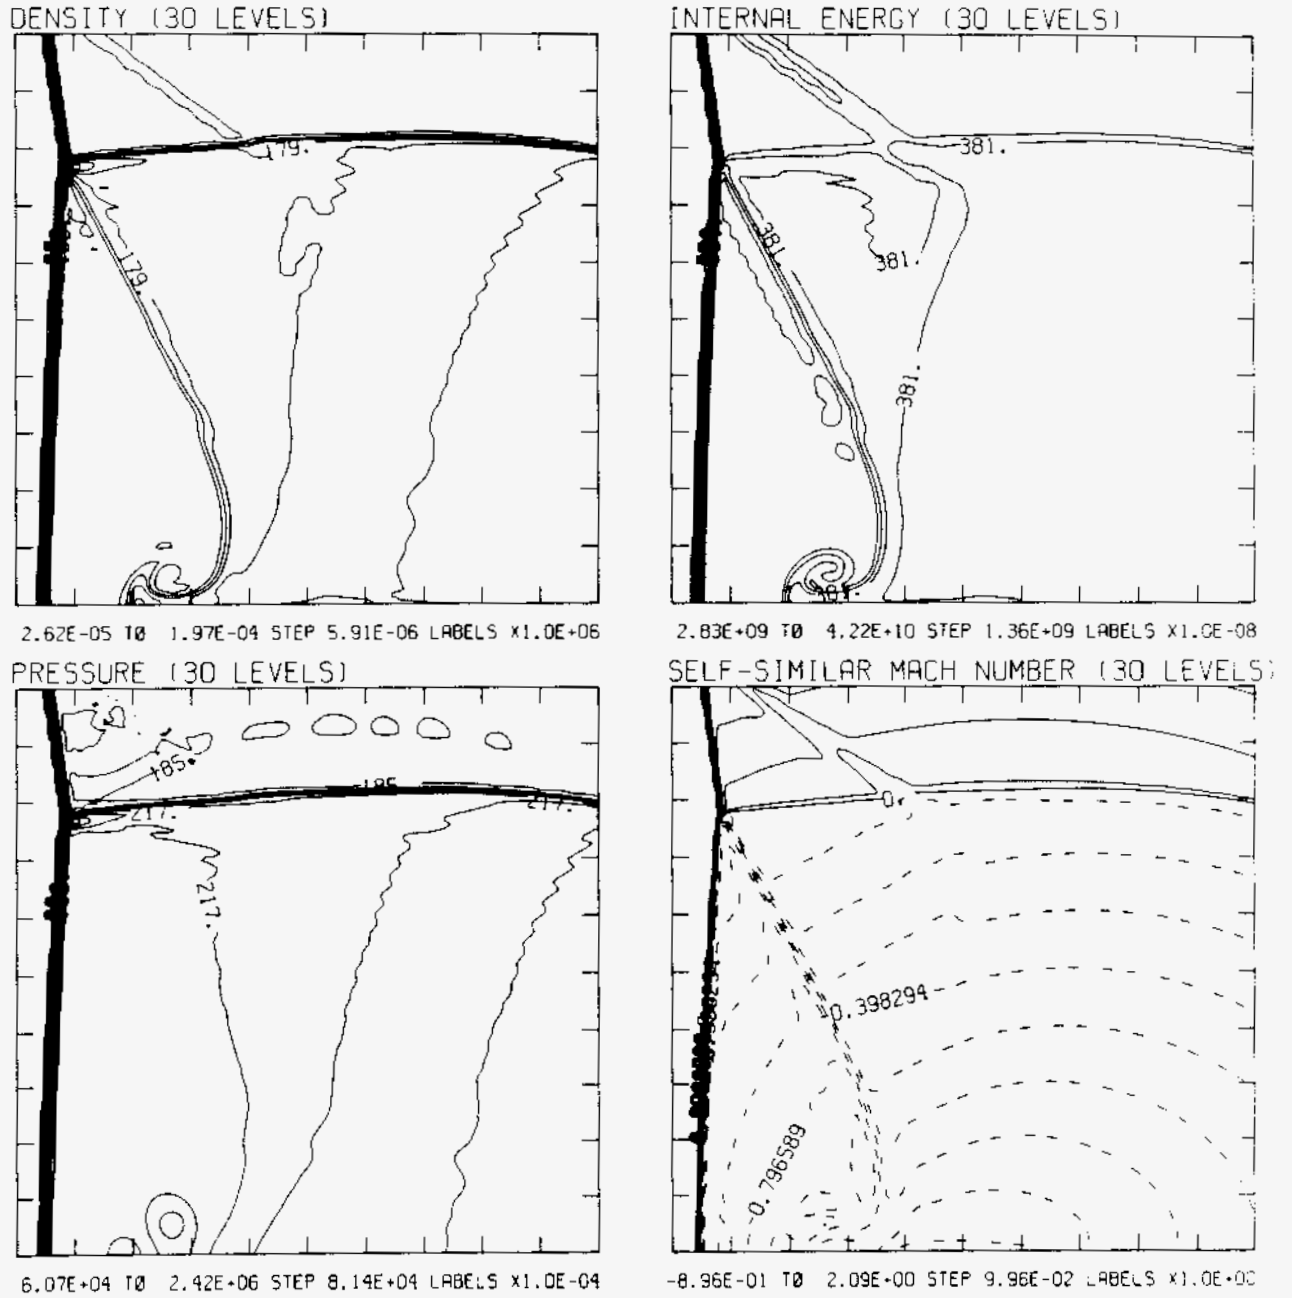 DENSITY (30 LEVELS)
179.
179.
2.62E-05 TO 1.97E-04 STEP 5.91E-06 LABELS X1.0E+06
INTERNAL ENERGY (30 LEVELS)
381.
381.
381.
381.
2.83E+09 TO 4.22E+10 STEP 1.36E+09 LABELS X1.0E-08
PRESSURE (30 LEVELS)
185.
185
217.
217.
217.
6.07E+04 TO 2.42E+06 STEP 8.14E+04 LABELS X1.0E-04
SELF-SIMILAR MACH NUMBER (30 LEVELS)
0.
-0.398294
-0.796589
-8.96E-01 TO 2.09E+00 STEP 9.96E-02 LABELS X1.0E+00